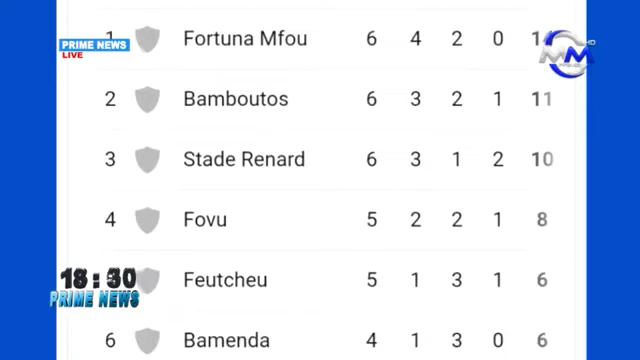 1 Fortuna Mfou 6 4 2 0
PRIME NEWS
LIVE
MM
2 Bamboutos 6 3 2 1 11
3 Stade Renard 6 3 1 2 10
4 Fovu 5 2 2 1 8
18:30
PRIME NEWS
Feutcheu 5 1 3 1 6
6 Bamenda 4 1 3 0 6